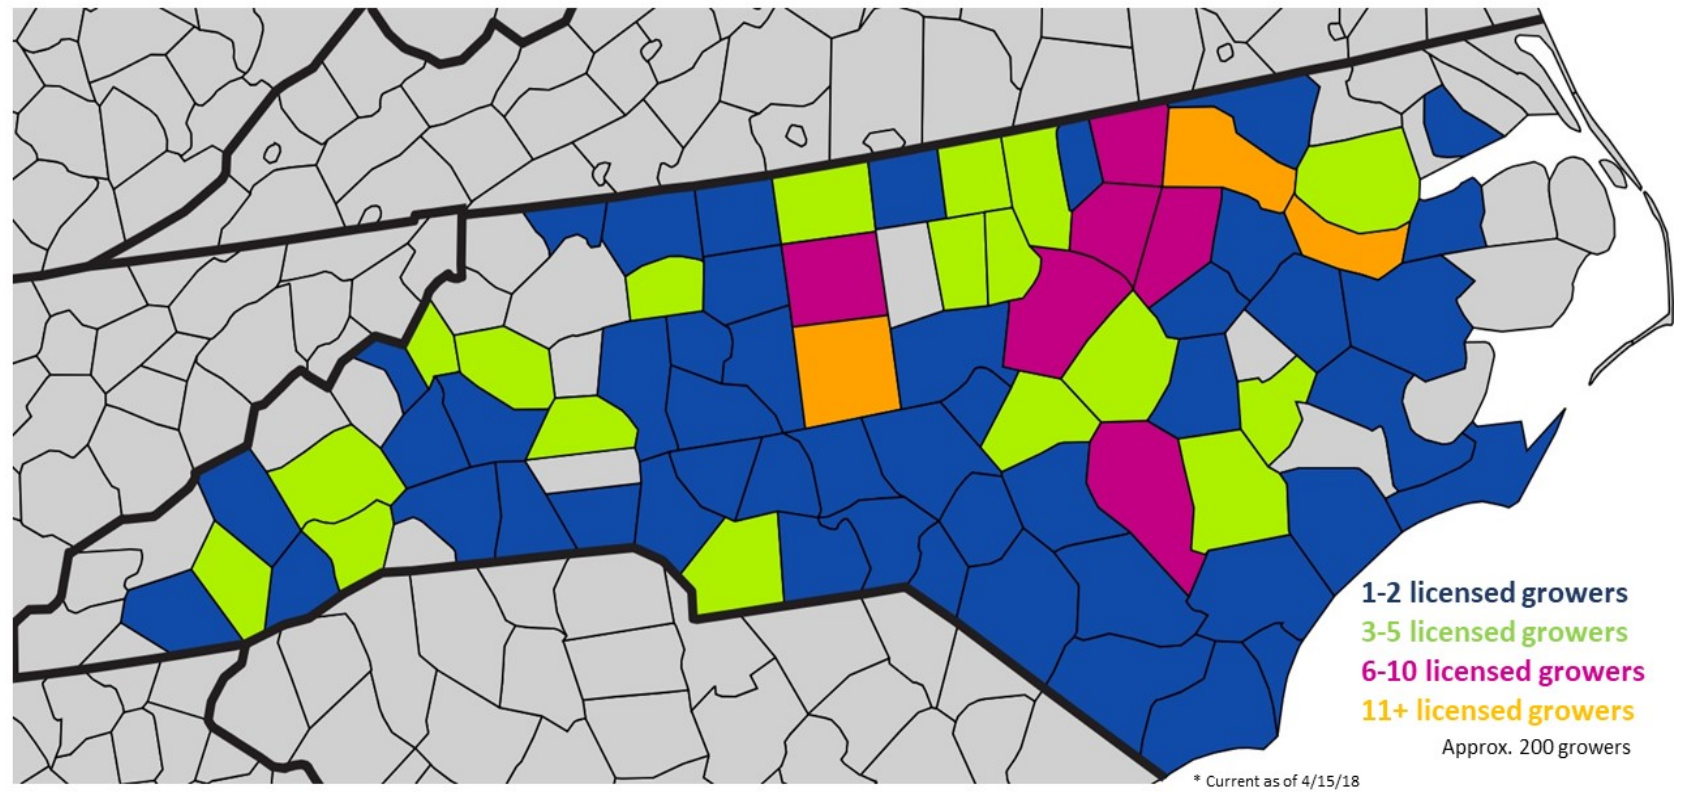 1-2 licensed growers
3-5 licensed growers
6-10 licensed growers
11+ licensed growers
Approx. 200 growers
* Current as of 4/15/18